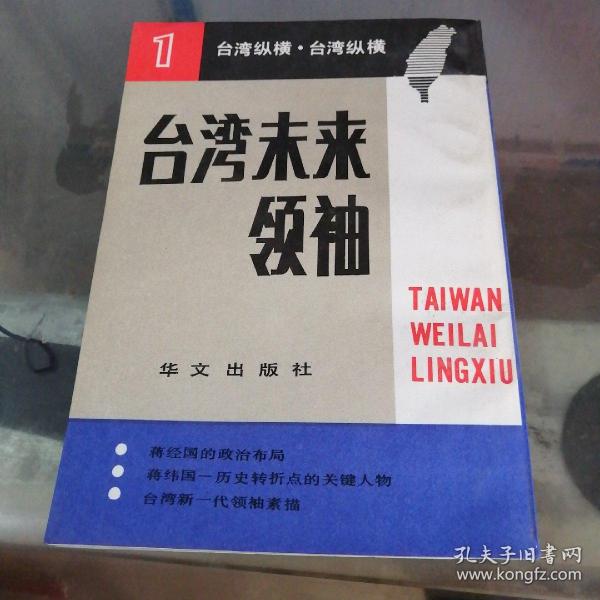 1
台湾纵横·台湾纵横
台湾未来
领袖
TAIWAN
WEILAI
LINGXIU
华文出版社
蒋经国的政治布局
蒋纬国—历史转折点的关键人物
台湾新一代领袖素描
孔夫子旧书网
www.kongfz.com